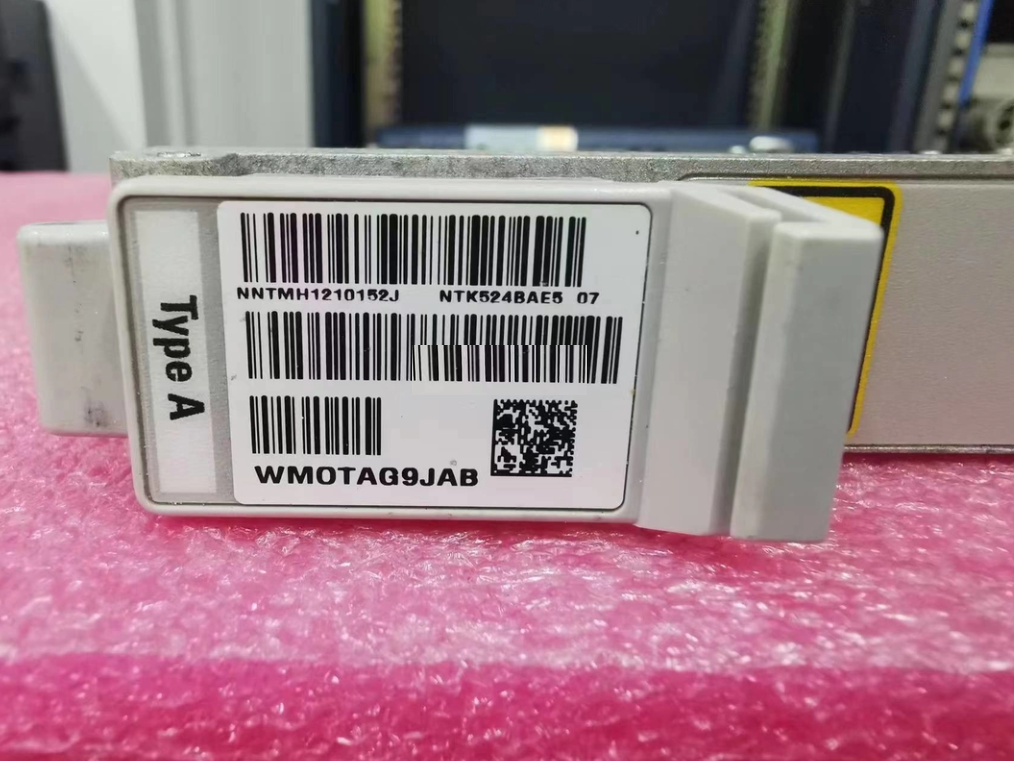 Type A
NNTMH1210152J NTK524BAE5 07
WMOTAG9JAB